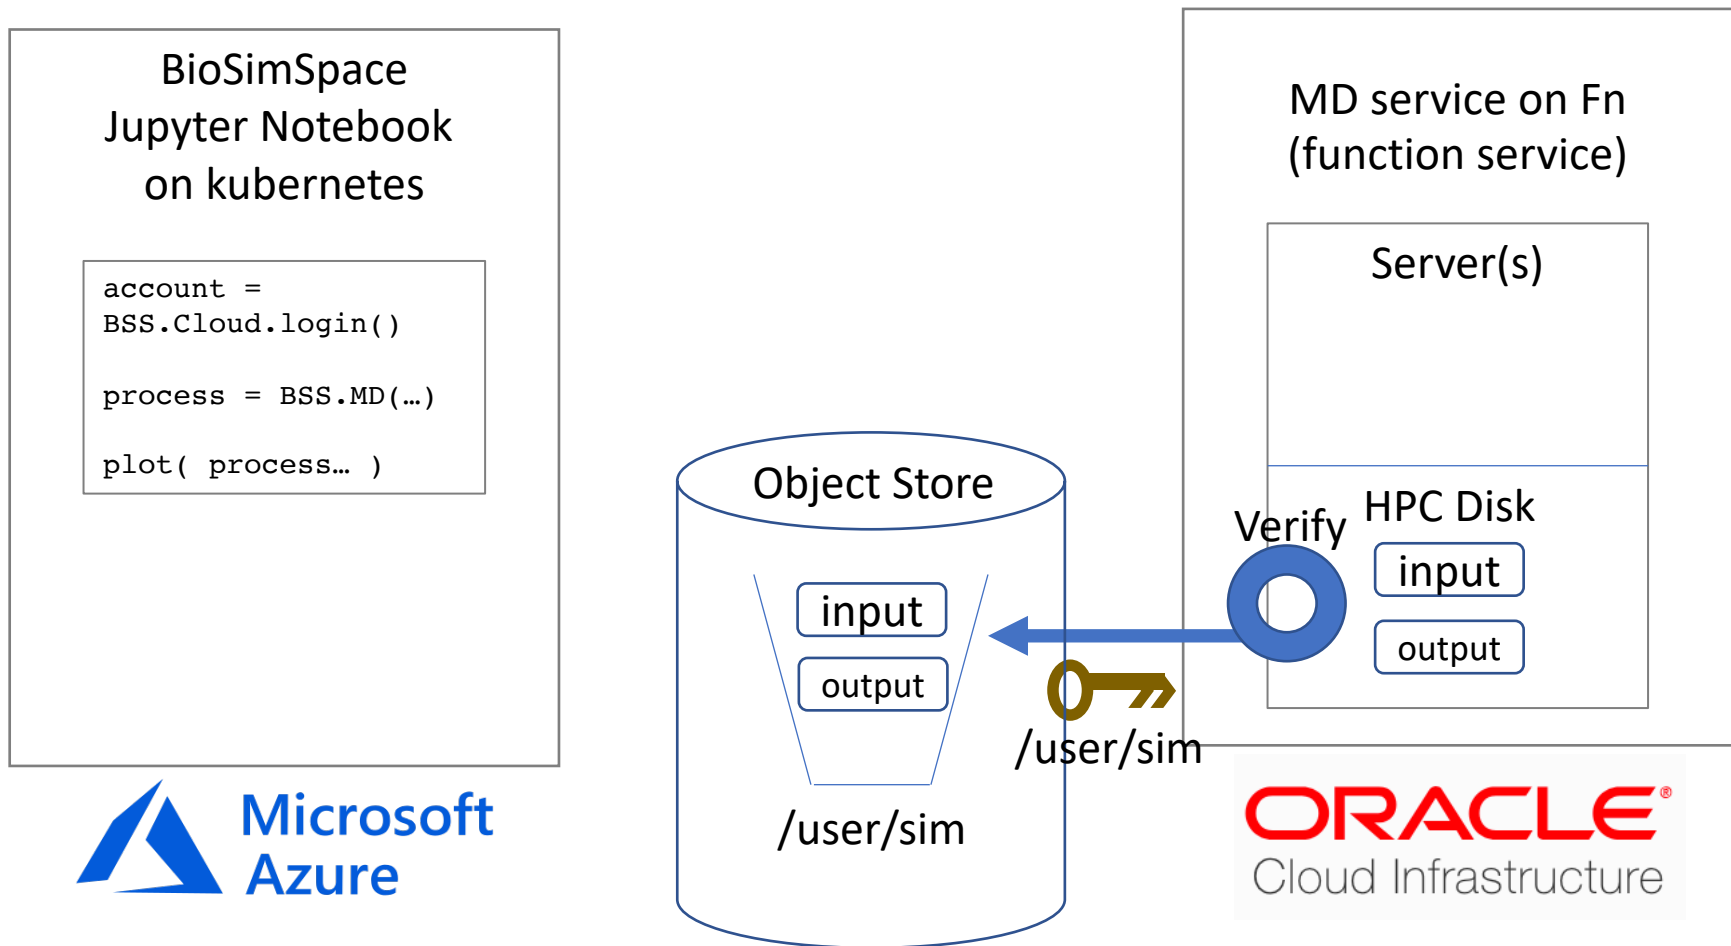 BioSimSpace
Jupyter Notebook
on kubernetes
account =
BSS.Cloud.login()
process = BSS.MD(…)
plot( process… )
Microsoft
Azure
Object Store
input
output
/user/sim
/user/sim
MD service on Fn
(function service)
Server(s)
HPC Disk
Verify
input
output
ORACLE®
Cloud Infrastructure